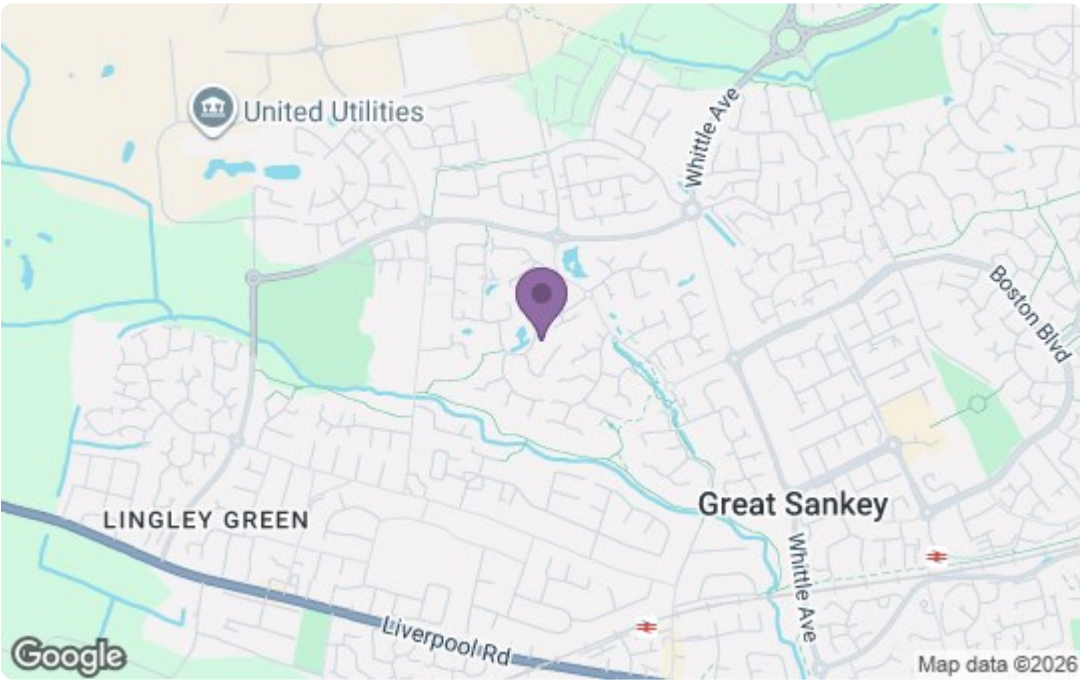 United Utilities
Whittle Ave
Boston Blvd
Great Sankey
LINGLEY GREEN
Whittle Ave
Liverpool Rd
Google
Map data ©2026